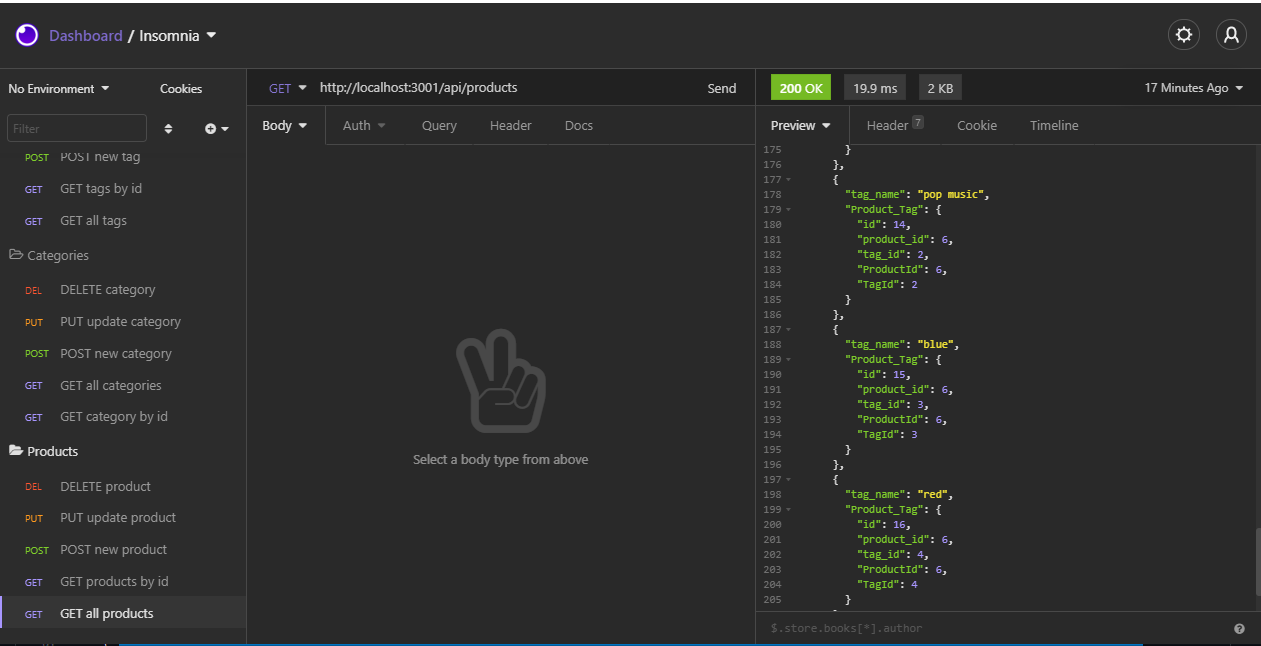 Dashboard / Insomnia
No Environment
Cookies
Filter
POST POST new tag
GET GET tags by id
GET GET all tags
Categories
DEL DELETE category
PUT PUT update category
POST POST new category
GET GET all categories
GET GET category by id
Products
DEL DELETE product
PUT PUT update product
POST POST new product
GET GET products by id
GET GET all products
GET http://localhost:3001/api/products Send
Body Auth Query Header Docs
Select a body type from above
200 OK 19.9 ms 2 KB 17 Minutes Ago
Preview Header 7 Cookie Timeline
175 }
176 },
177 {
178 "tag_name": "pop music",
179 "Product_Tag": {
180 "id": 14,
181 "product_id": 6,
182 "tag_id": 2,
183 "ProductId": 6,
184 "TagId": 2
185 }
186 },
187 {
188 "tag_name": "blue",
189 "Product_Tag": {
190 "id": 15,
191 "product_id": 6,
192 "tag_id": 3,
193 "ProductId": 6,
194 "TagId": 3
195 }
196 },
197 {
198 "tag_name": "red",
199 "Product_Tag": {
200 "id": 16,
201 "product_id": 6,
202 "tag_id": 4,
203 "ProductId": 6,
204 "TagId": 4
205 }
$.store.books[*].author